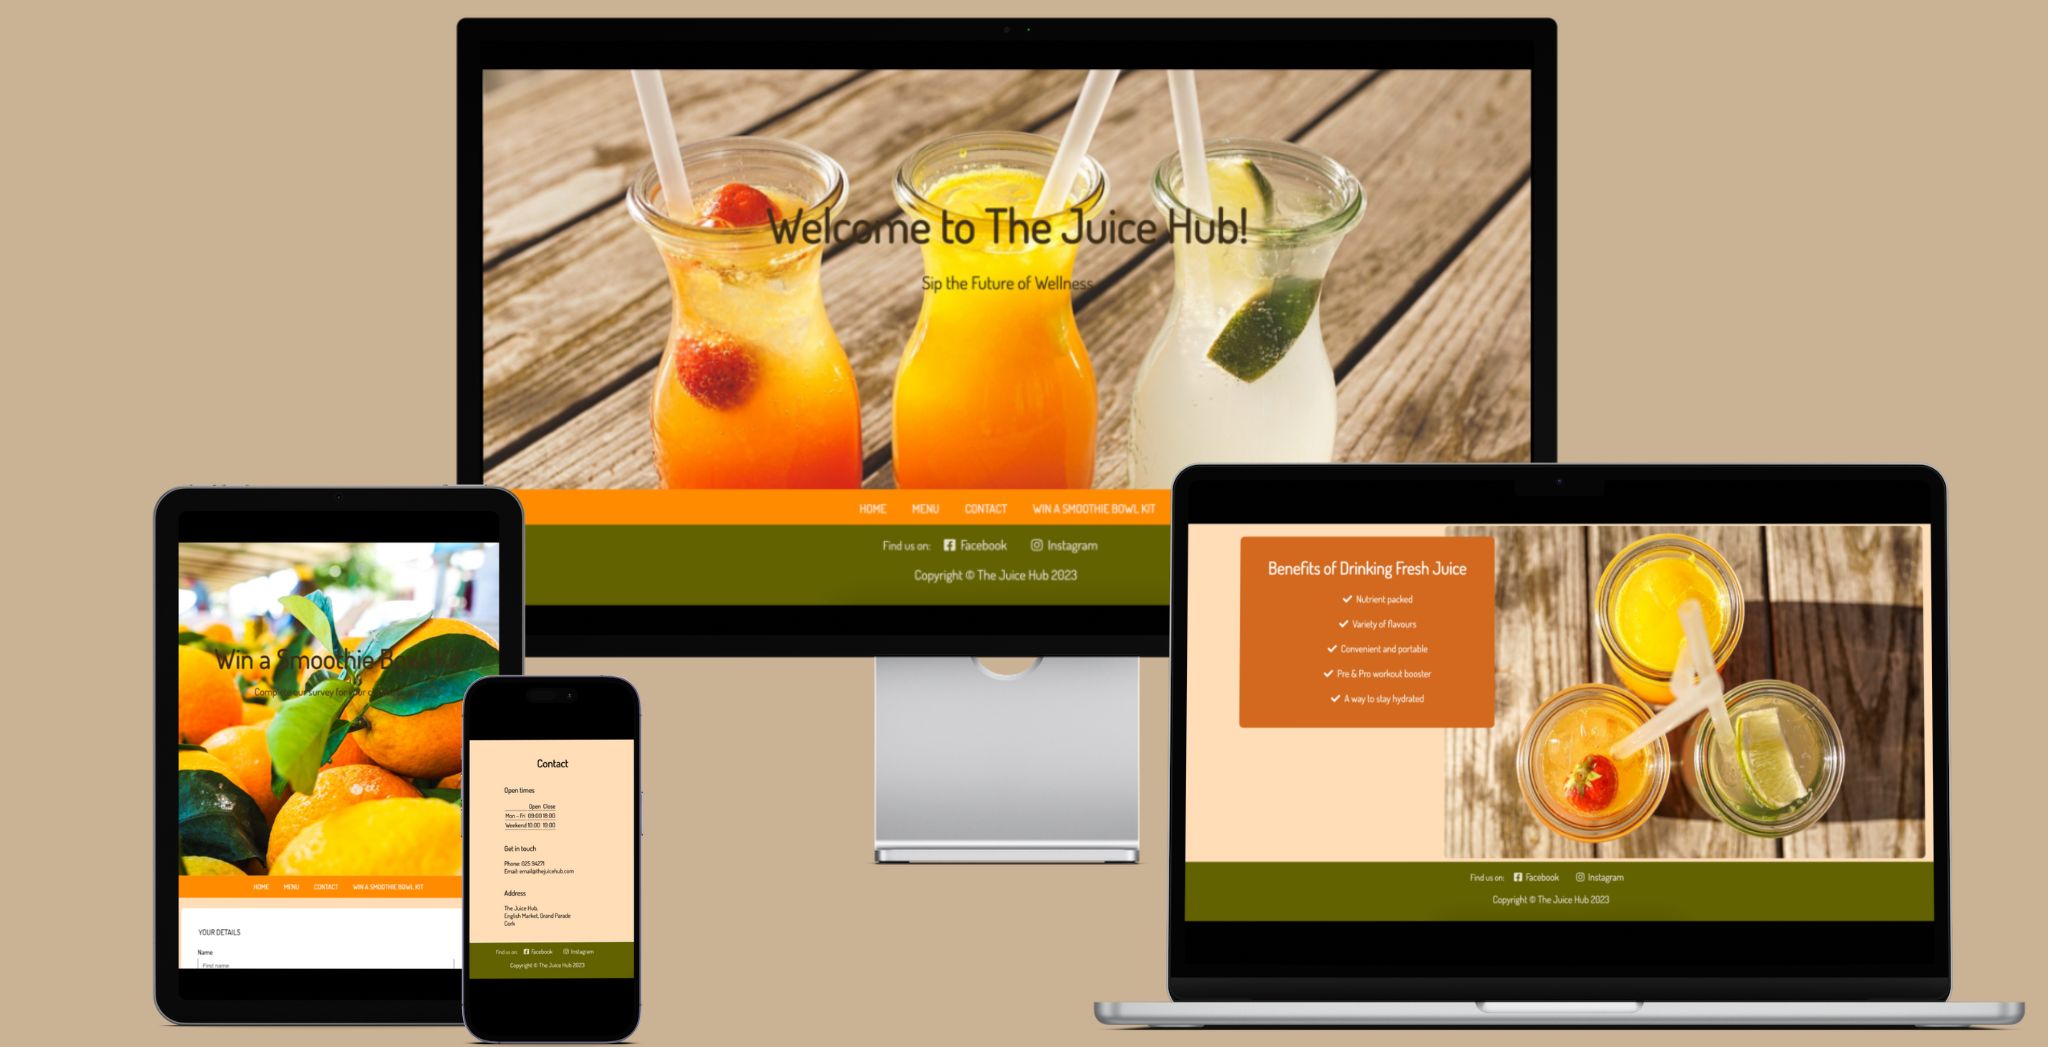 Welcome to The Juice Hub!
Sip the Future of Wellness
HOME MENU CONTACT WIN A SMOOTHIE BOWL KIT
Find us on: Facebook Instagram
Copyright © The Juice Hub 2023
Win a Smoothie Bowl Kit
Complete our survey for your
HOME MENU CONTACT WIN A SMOOTHIE BOWL KIT
YOUR DETAILS
Name
First name
Contact
Open times
Open Close
Mon - Fri 09:00 18:00
Weekend 10:00 19:00
Get in touch
Phone: 025 94271
Email: email@thejuicehub.com
Address
The Juice Hub,
English Market, Grand Parade
Cork
Find us on: Facebook Instagram
Copyright © The Juice Hub 2023
Benefits of Drinking Fresh Juice
Nutrient packed
Variety of flavours
Convenient and portable
Pre & Pro workout booster
A way to stay hydrated
Find us on: Facebook Instagram
Copyright © The Juice Hub 2023